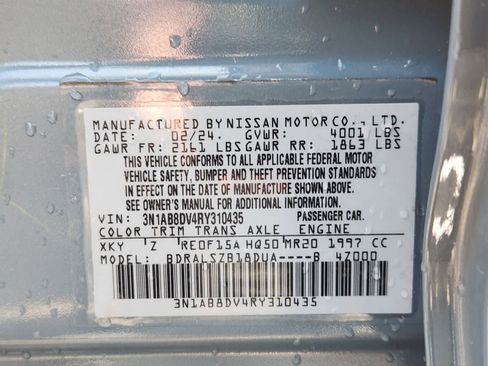 MANUFACTURED BY NISSAN MOTOR CO., LTD.
DATE: 02/24. GVWR: 4001 LBS
GAWR FR: 2161 LBS GAWR RR: 1863 LBS
THIS VEHICLE CONFORMS TO ALL APPLICABLE FEDERAL MOTOR
VEHICLE SAFETY, BUMPER AND THEFT PREVENTION STANDARDS
IN EFFECT ON THE DATE OF MANUFACTURE SHOWN ABOVE.
SEE OWNER'S MANUAL FOR ADDITIONAL INFORMATION.
VIN: 3N1AB8DV4RY310435 PASSENGER CAR.
COLOR TRIM TRANS AXLE ENGINE
XKY Z RE0F15A HQ50 MR20 1997 CC
MODEL: BDRALSZB18DUA----B 4Z000
3N1AB8DV4RY310435